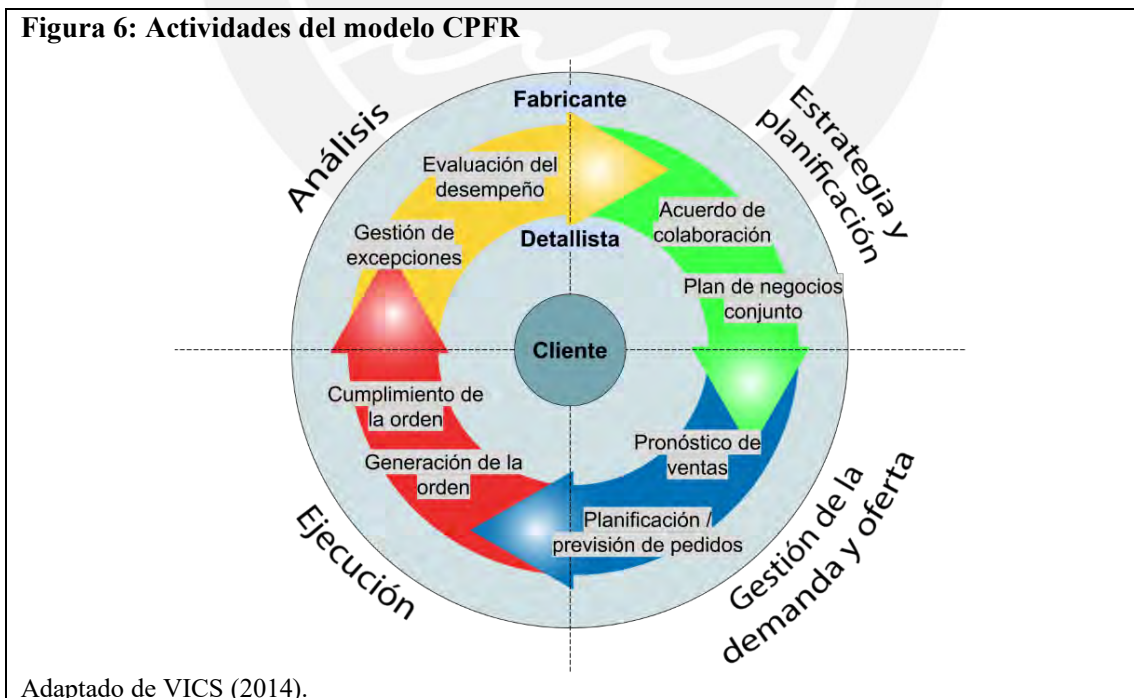 Figura 6: Actividades del modelo CPFR
Fabricante
Análisis
Estrategia y
planificación
Evaluación del
desempeño
Acuerdo de
colaboración
Gestión de
excepciones
Detallista
Plan de negocios
conjunto
Cliente
Cumplimiento de
la orden
Pronóstico de
ventas
Generación de la
orden
Planificación /
previsión de pedidos
Ejecución
Gestión de la
demanda y oferta
Adaptado de VICS (2014).